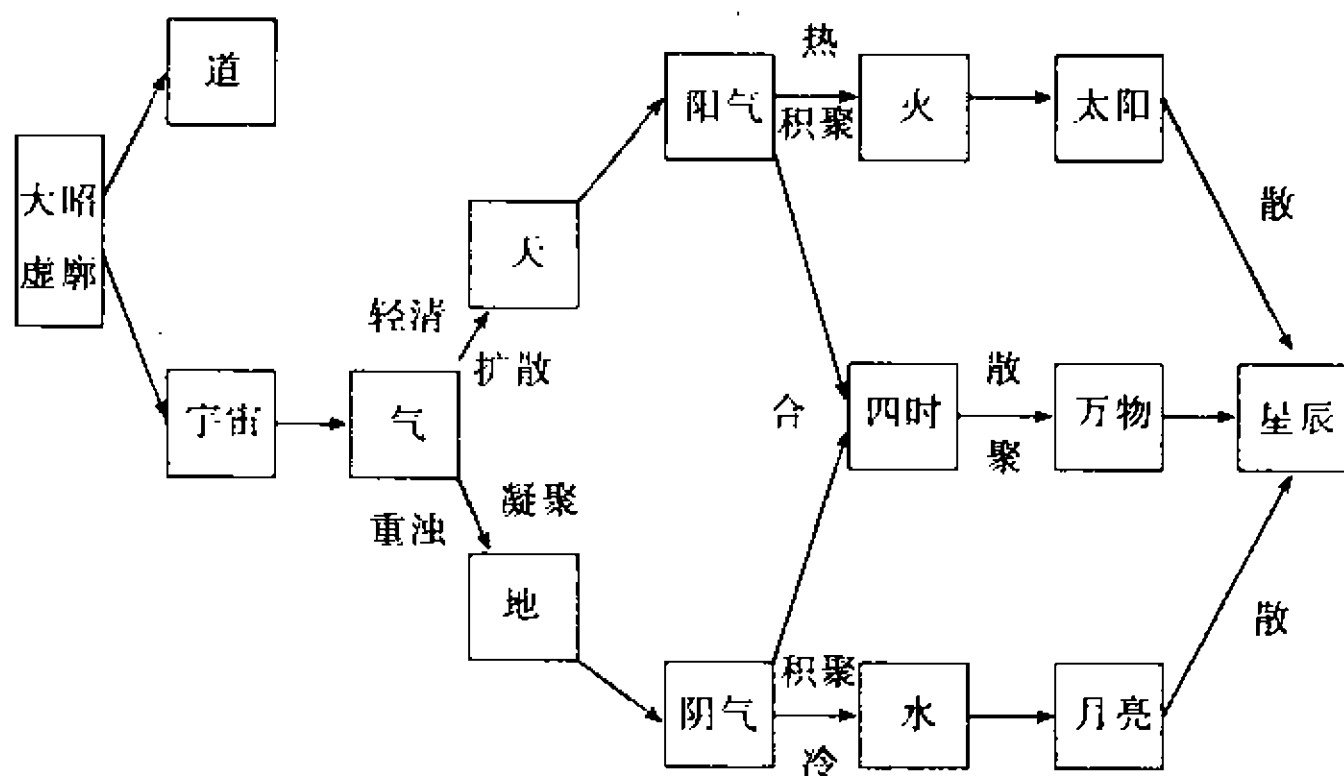 道
大昭
虚廓
宇宙
气
轻清
扩散
重浊
凝聚
天
地
阳气
热
积聚
火
太阳
散
合
四时
散
聚
万物
星辰
阴气
积聚
冷
水
月亮
散